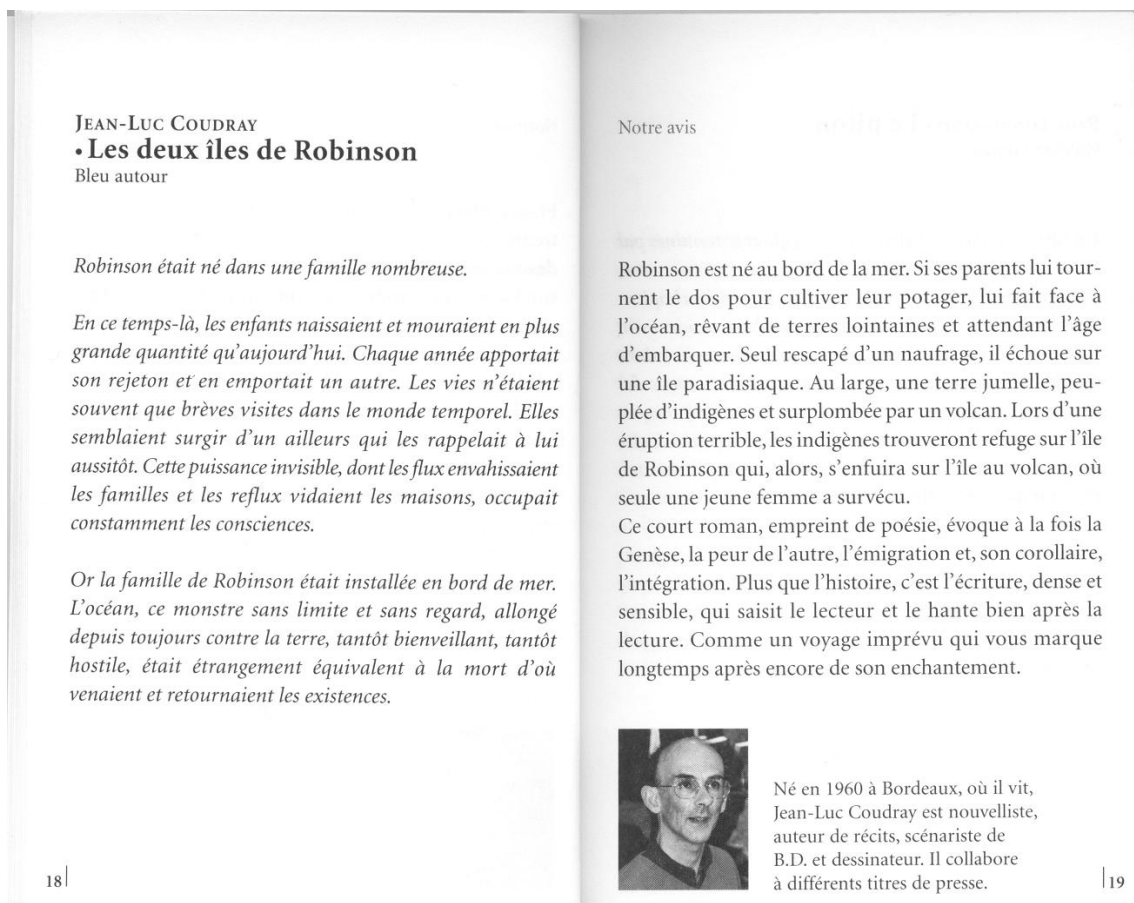 JEAN-LUC COUDRAY
• Les deux îles de Robinson
Bleu autour
Robinson était né dans une famille nombreuse.
En ce temps-là, les enfants naissaient et mouraient en plus
grande quantité qu'aujourd'hui. Chaque année apportait
son rejeton et en emportait un autre. Les vies n'étaient
souvent que brèves visites dans le monde temporel. Elles
semblaient surgir d'un ailleurs qui les rappelait à lui
aussitôt. Cette puissance invisible, dont les flux envahissaient
les familles et les reflux vidaient les maisons, occupait
constamment les consciences.
Or la famille de Robinson était installée en bord de mer.
L'océan, ce monstre sans limite et sans regard, allongé
depuis toujours contre la terre, tantôt bienveillant, tantôt
hostile, était étrangement équivalent à la mort d'où
venaient et retournaient les existences.
18
Notre avis
Robinson est né au bord de la mer. Si ses parents lui tour-
nent le dos pour cultiver leur potager, lui fait face à
l'océan, rêvant de terres lointaines et attendant l'âge
d'embarquer. Seul rescapé d'un naufrage, il échoue sur
une île paradisiaque. Au large, une terre jumelle, peu-
plée d'indigènes et surplombée par un volcan. Lors d'une
éruption terrible, les indigènes trouveront refuge sur l'île
de Robinson qui, alors, s'enfuira sur l'île au volcan, où
seule une jeune femme a survécu.
Ce court roman, empreint de poésie, évoque à la fois la
Genèse, la peur de l'autre, l'émigration et, son corollaire,
l'intégration. Plus que l'histoire, c'est l'écriture, dense et
sensible, qui saisit le lecteur et le hante bien après la
lecture. Comme un voyage imprévu qui vous marque
longtemps après encore de son enchantement.
Né en 1960 à Bordeaux, où il vit,
Jean-Luc Coudray est nouvelliste,
auteur de récits, scénariste de
B.D. et dessinateur. Il collabore
à différents titres de presse.
19